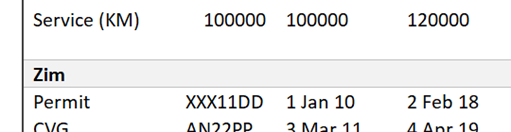 Service (KM) 100000 100000 120000
Zim
Permit XXX11DD 1 Jan 10 2 Feb 18
CVG AN22PP 3 Mar 11 4 Apr 19